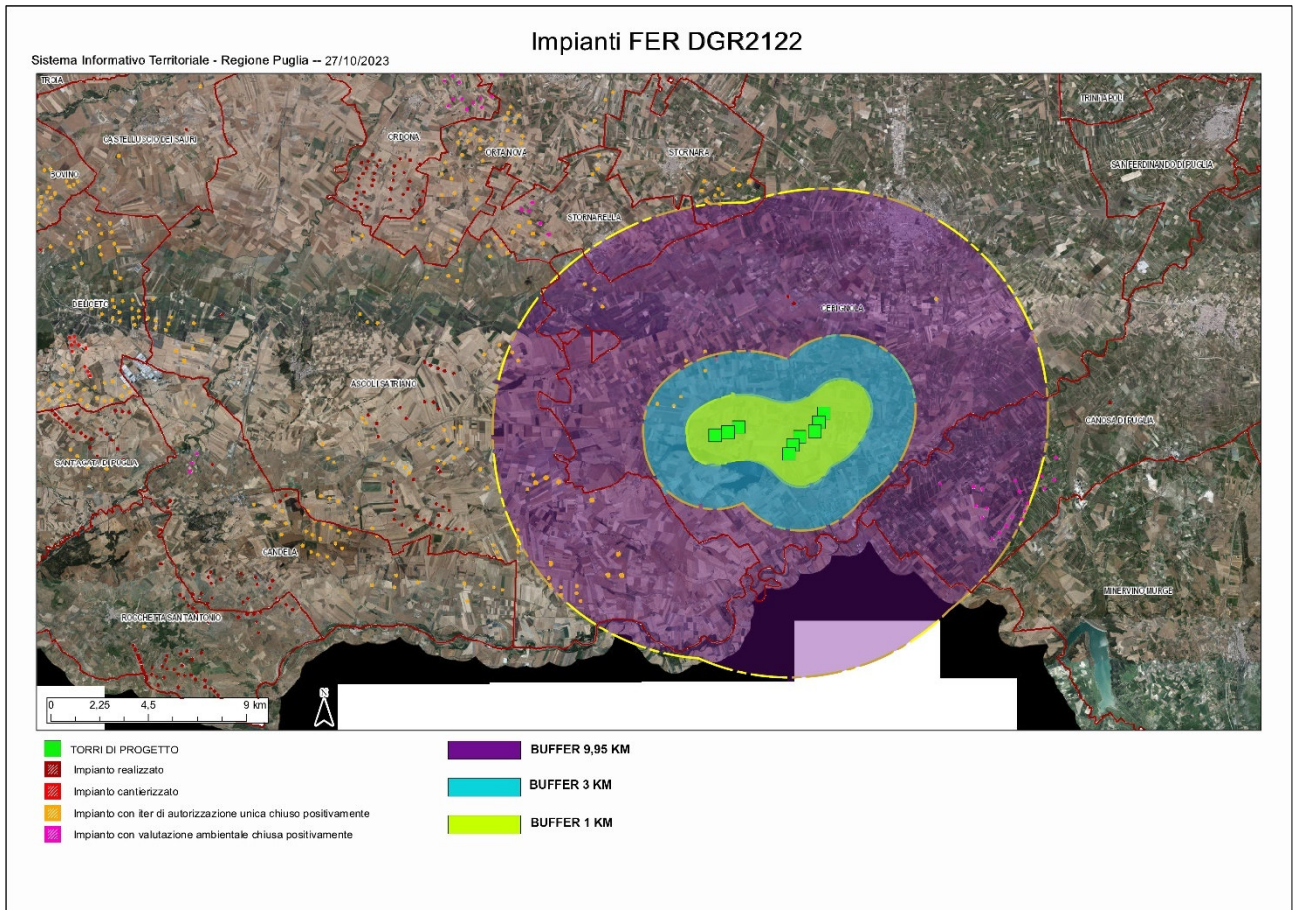 Impianti FER DGR2122
Sistema Informativo Territoriale - Regione Puglia -- 27/10/2023
TROIA
CASTELLUCCIO DEI SAURI
BOVINO
ORDONA
ORTA NOVA
STORNARA
STORNARELLA
TRINITAPOLI
SAN FERDINANDO DI PUGLIA
DELICETO
CERIGNOLA
ASCOLI SATRIANO
CANOSA DI PUGLIA
SANT'AGATA DI PUGLIA
CANDELA
ROCCHETTA SANT'ANTONIO
MINERVINO MURGE
N
0 2,25 4,5 9 km
TORRI DI PROGETTO
Impianto realizzato
Impianto cantierizzato
Impianto con iter di autorizzazione unica chiuso positivamente
Impianto con valutazione ambientale chiusa positivamente
BUFFER 9,95 KM
BUFFER 3 KM
BUFFER 1 KM